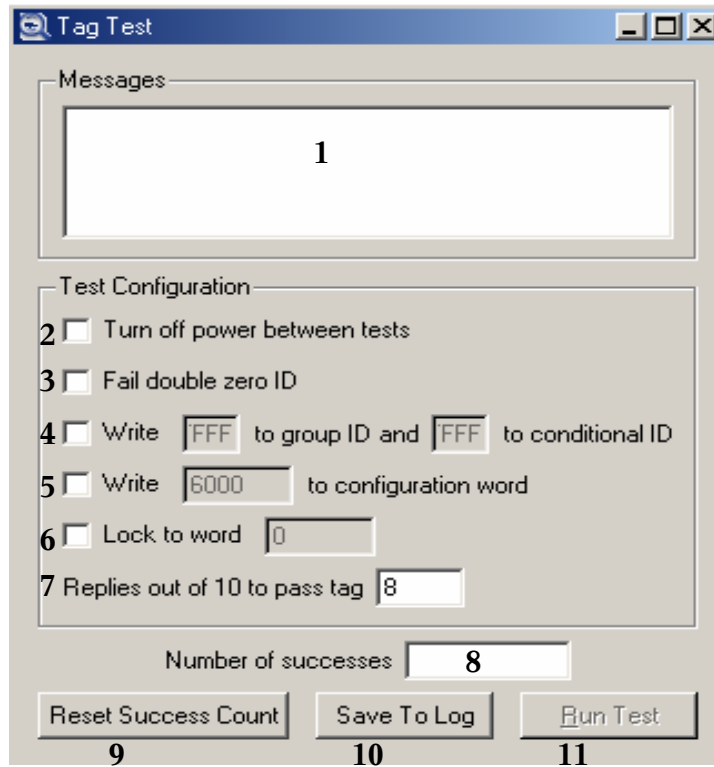 Tag Test
Messages
1
Test Configuration
2 Turn off power between tests
3 Fail double zero ID
4 Write FFF to group ID and FFF to conditional ID
5 Write 6000 to configuration word
6 Lock to word 0
7 Replies out of 10 to pass tag 8
Number of successes 8
Reset Success Count Save To Log Run Test
9 10 11